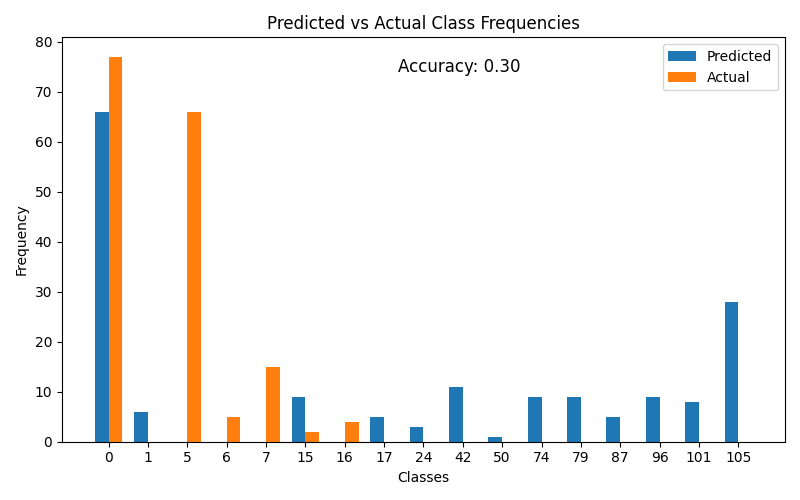 Predicted vs Actual Class Frequencies
Accuracy: 0.30
Predicted
Actual
Frequency
80
70
60
50
40
30
20
10
0
0 1 5 6 7 15 16 17 24 42 50 74 79 87 96 101 105
Classes